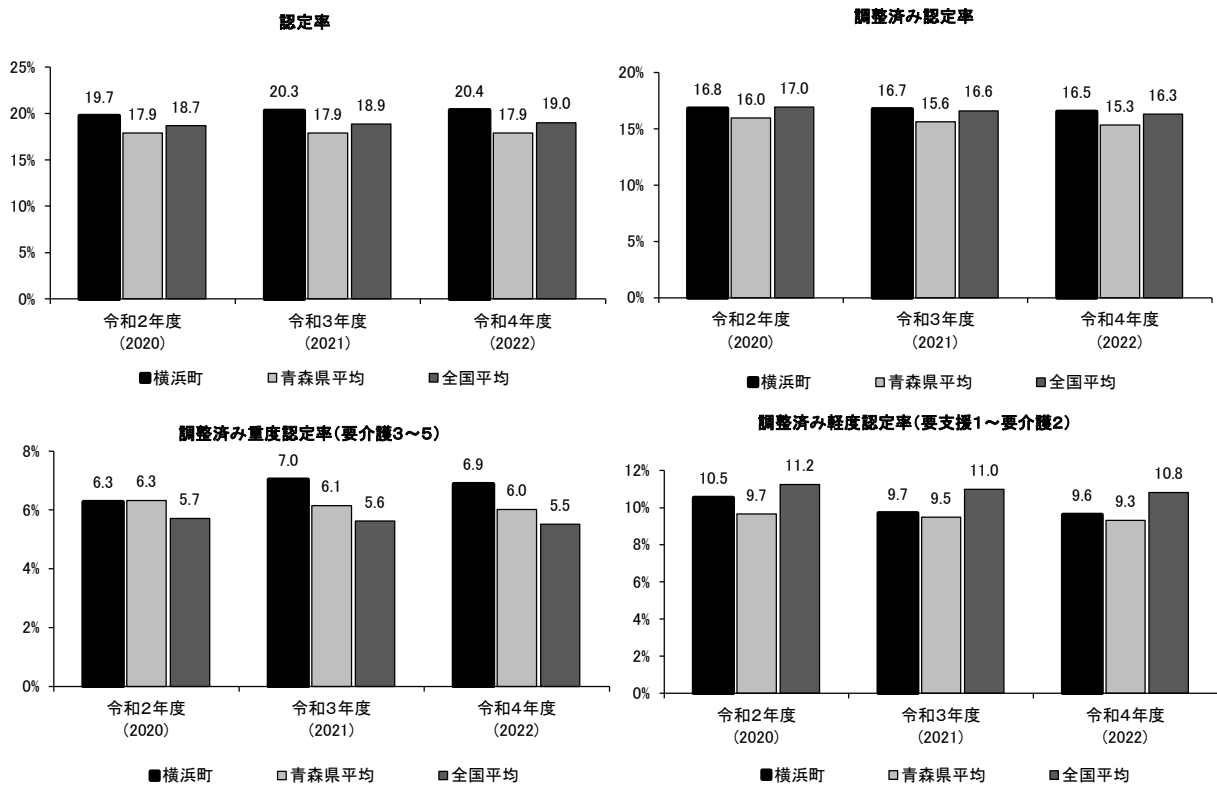 認定率
25%
20%
15%
10%
5%
0%
19.7 17.9 18.7
20.3 17.9 18.9
20.4 17.9 19.0
令和2年度 令和3年度 令和4年度
(2020) (2021) (2022)
■横浜町 □青森県平均 ■全国平均
調整済み認定率
20%
15%
10%
5%
0%
16.8 16.0 17.0
16.7 15.6 16.6
16.5 15.3 16.3
令和2年度 令和3年度 令和4年度
(2020) (2021) (2022)
■横浜町 □青森県平均 ■全国平均
調整済み重度認定率(要介護3~5)
8%
6%
4%
2%
0%
6.3 6.3 5.7
7.0 6.1 5.6
6.9 6.0 5.5
令和2年度 令和3年度 令和4年度
(2020) (2021) (2022)
■横浜町 □青森県平均 ■全国平均
調整済み軽度認定率(要支援1~要介護2)
12%
10%
8%
6%
4%
2%
0%
10.5 9.7 11.2
9.7 9.5 11.0
9.6 9.3 10.8
令和2年度 令和3年度 令和4年度
(2020) (2021) (2022)
■横浜町 □青森県平均 ■全国平均